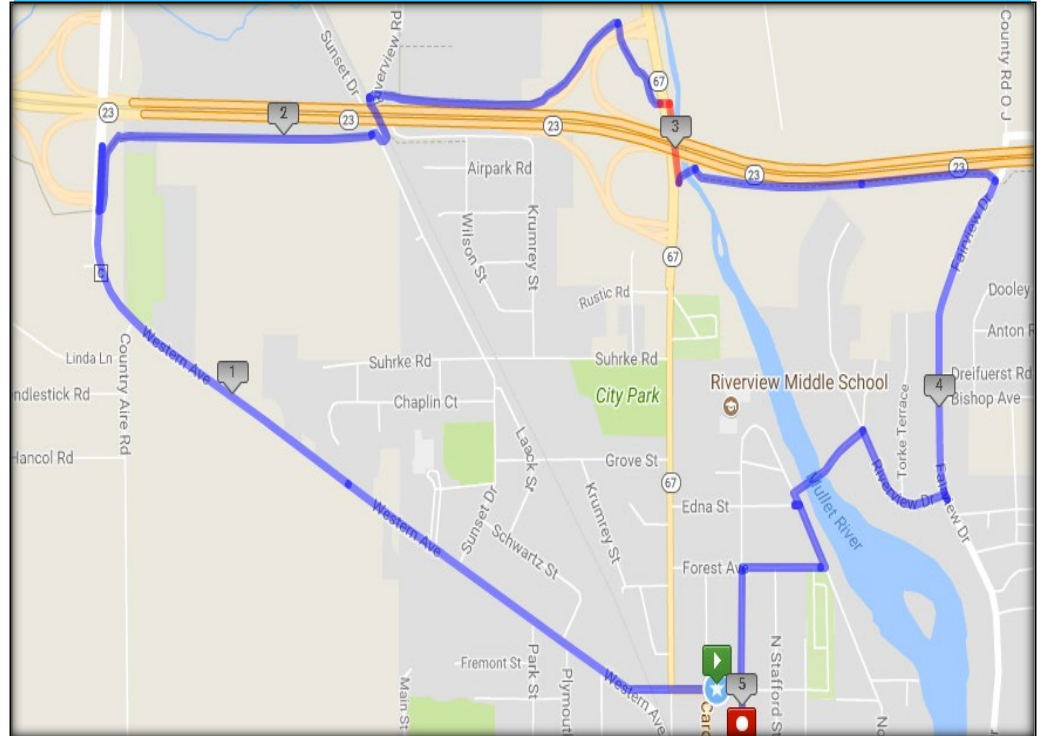 Sunset Dr
Riverview Rd
County Rd O J
67
23
2
23
23
3
23
23
Airpark Rd
Wilson St
Krumrey St
Fairview Dr
67
Rustic Rd
Dooley
C
Anton R
Linda Ln
Country Aire Rd
Western Ave
1
Suhrke Rd
Suhrke Rd
City Park
Riverview Middle School
Dreifuerst Rd
Bishop Ave
4
ndlestick Rd
Chaplin Ct
Torke Terrace
Hancol Rd
Laack St
Grove St
67
Krumrey St
Sunset Dr
Edna St
Mullet River
Riverview Dr
Fairview Dr
Western Ave
Schwartz St
Forest Ave
N Stafford St
Fremont St
Park St
Plymout
Western Ave
Main St
Caro
5
No